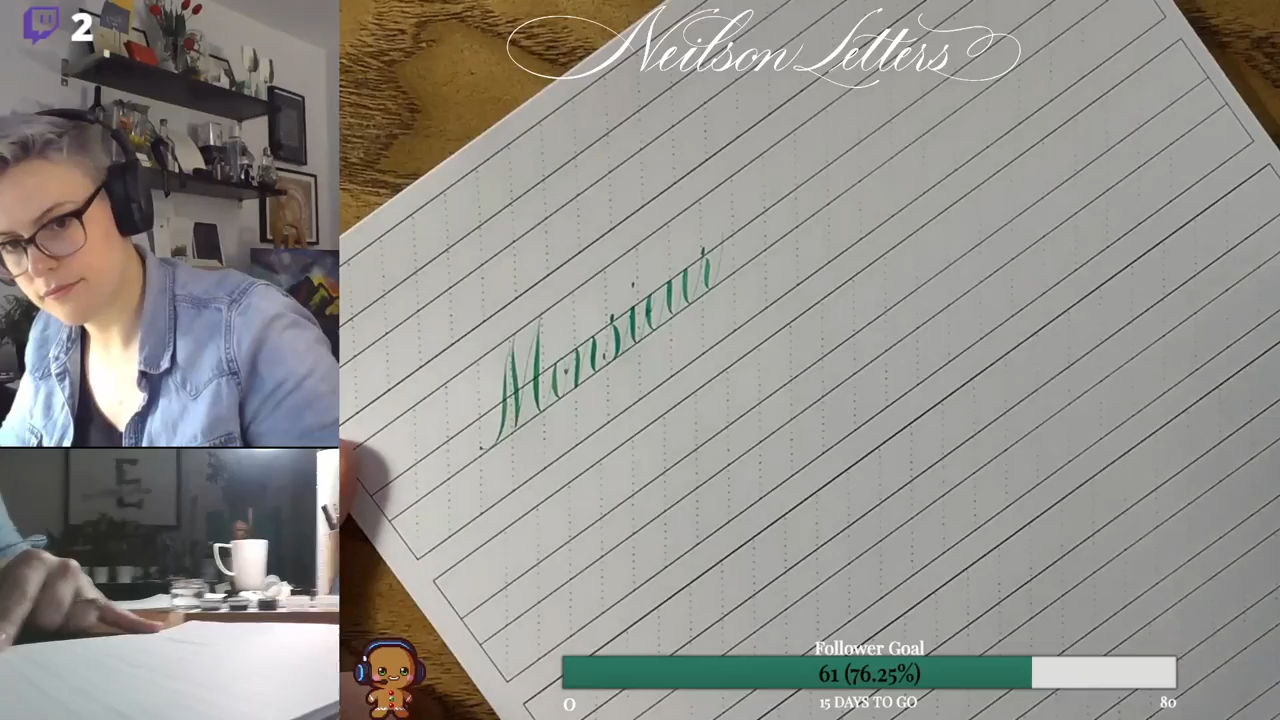 2
Neilson Letters
Monsieur
Follower Goal
61 (76.25%)
0 15 DAYS TO GO 80